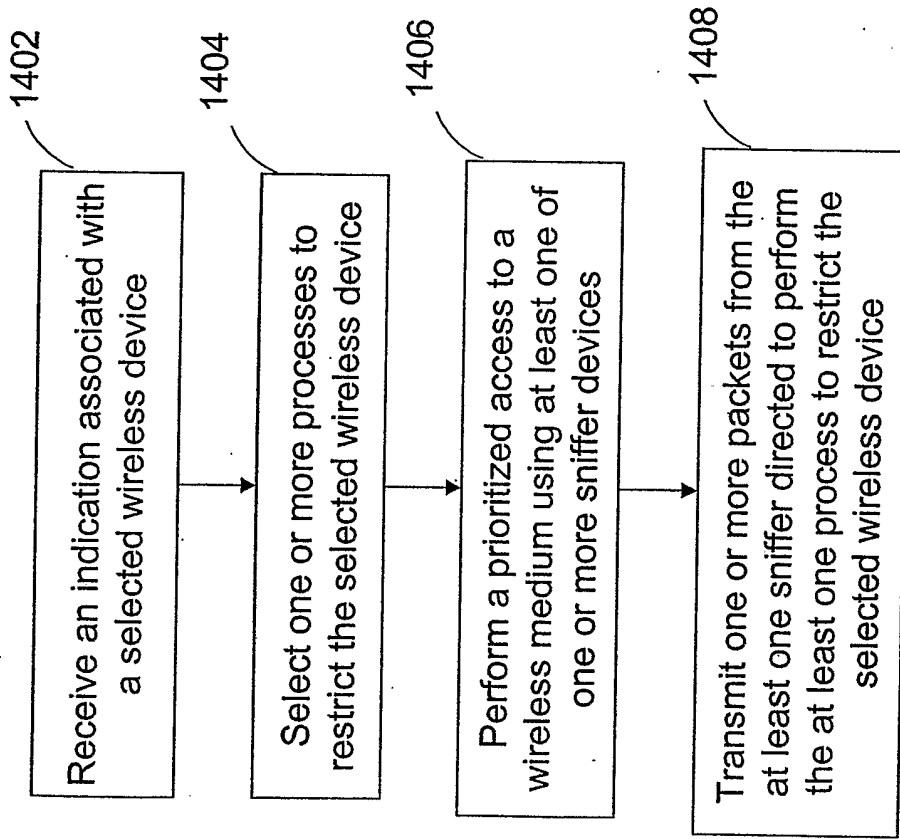 1402
Receive an indication associated with
a selected wireless device
1404
Select one or more processes to
restrict the selected wireless device
1406
Perform a prioritized access to a
wireless medium using at least one of
one or more sniffer devices
1408
Transmit one or more packets from the
at least one sniffer directed to perform
the at least one process to restrict the
selected wireless device